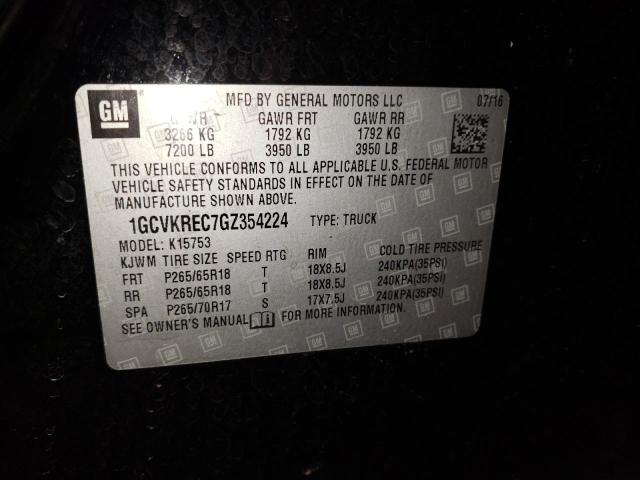 GM
MFD BY GENERAL MOTORS LLC 07/16
GVWR GAWR FRT GAWR RR
3266 KG 1792 KG 1792 KG
7200 LB 3950 LB 3950 LB
THIS VEHICLE CONFORMS TO ALL APPLICABLE U.S. FEDERAL MOTOR
VEHICLE SAFETY STANDARDS IN EFFECT ON THE DATE OF
MANUFACTURE SHOWN ABOVE.
1GCVKREC7GZ354224 TYPE: TRUCK
MODEL: K15753
KJWM TIRE SIZE SPEED RTG RIM COLD TIRE PRESSURE
FRT P265/65R18 T 18X8.5J 240KPA(35PSI)
RR P265/65R18 T 18X8.5J 240KPA(35PSI)
SPA P265/70R17 S 17X7.5J 240KPA(35PSI)
SEE OWNER'S MANUAL FOR MORE INFORMATION.